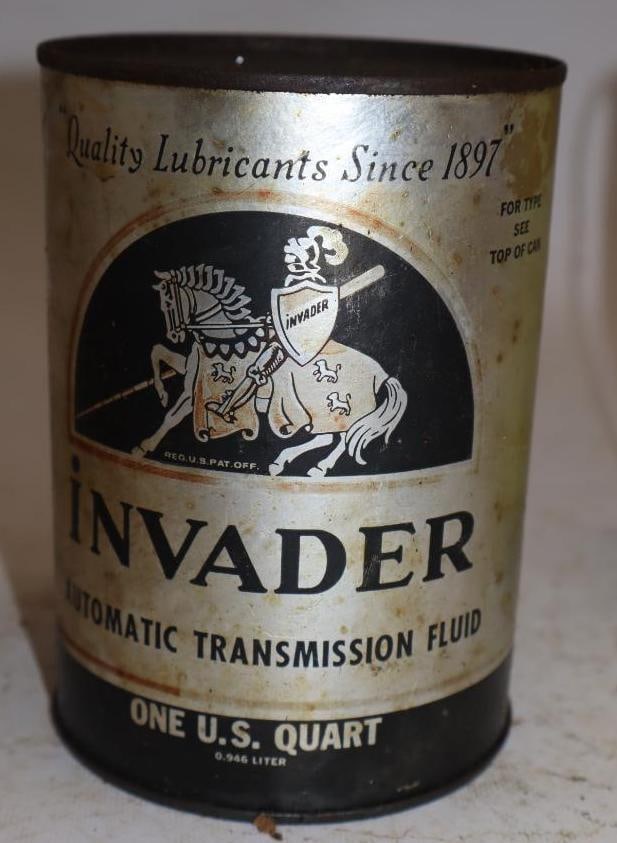 "Quality Lubricants Since 1897"
FOR TYPE
SEE
TOP OF CAN
iNVADER
REG.U.S.PAT.OFF.
iNVADER
AUTOMATIC TRANSMISSION FLUID
ONE U.S. QUART
0.946 LITER